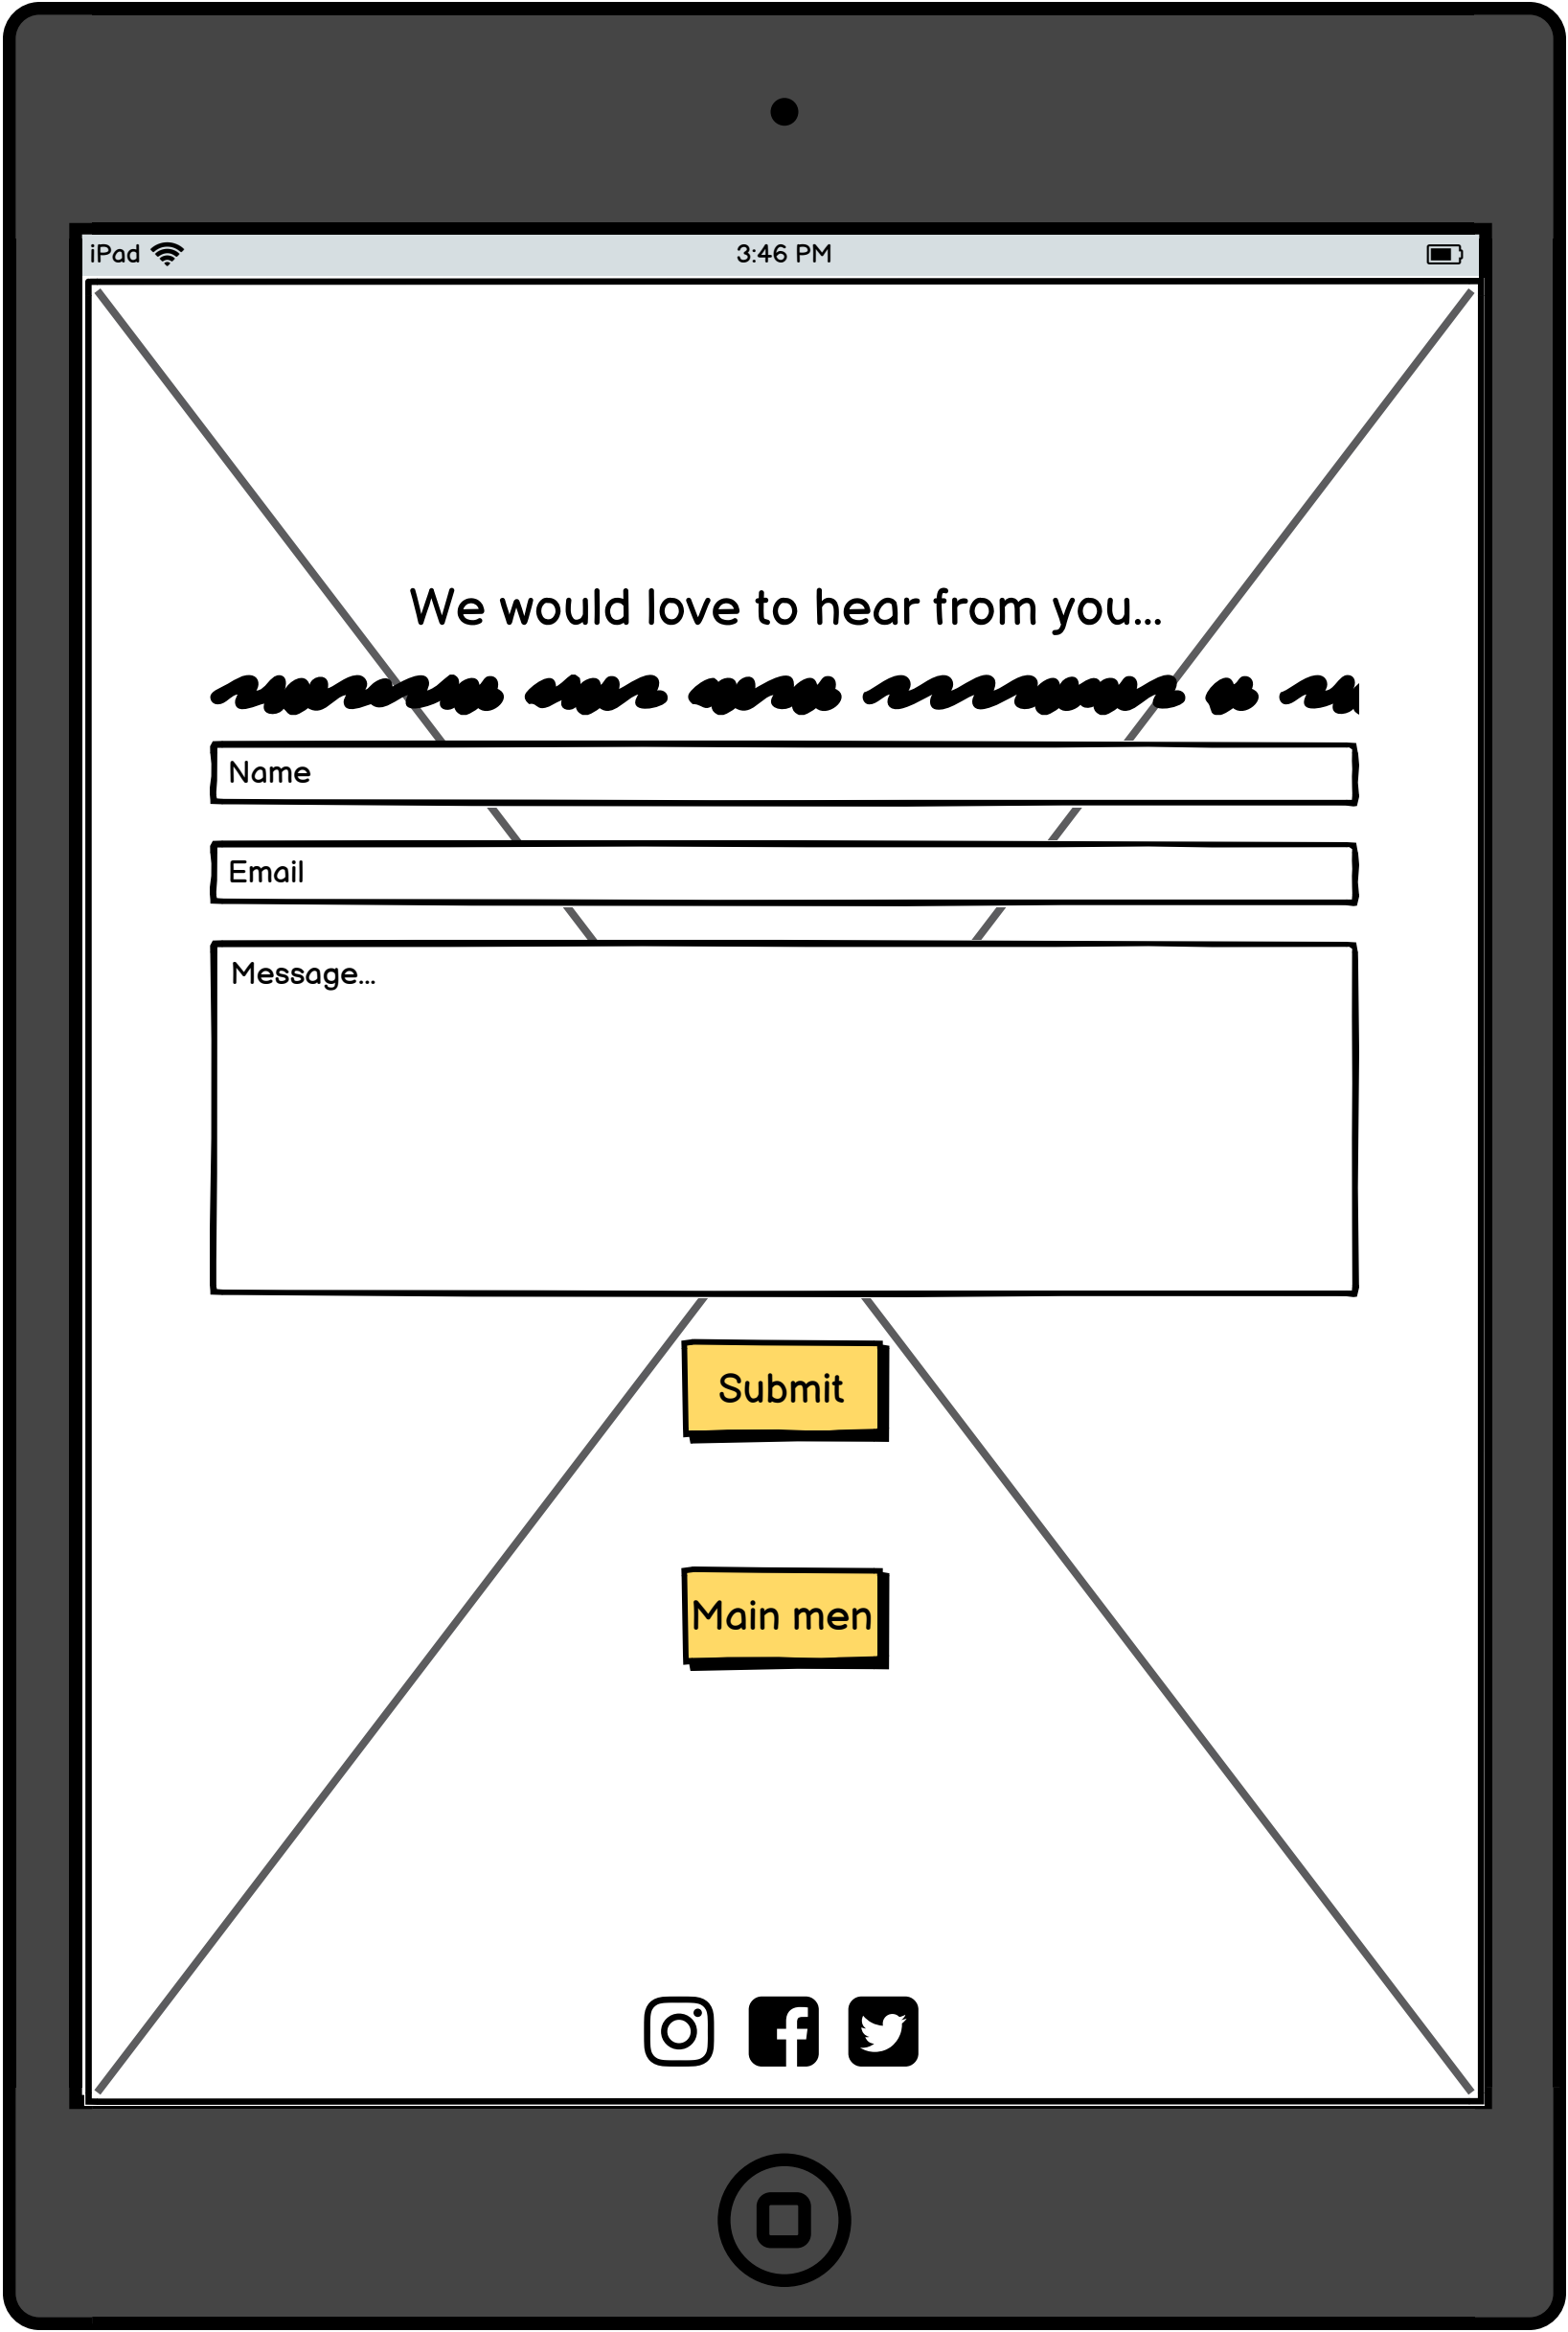 iPad 3:46 PM
We would love to hear from you...
Name
Email
Message...
Submit
Main men